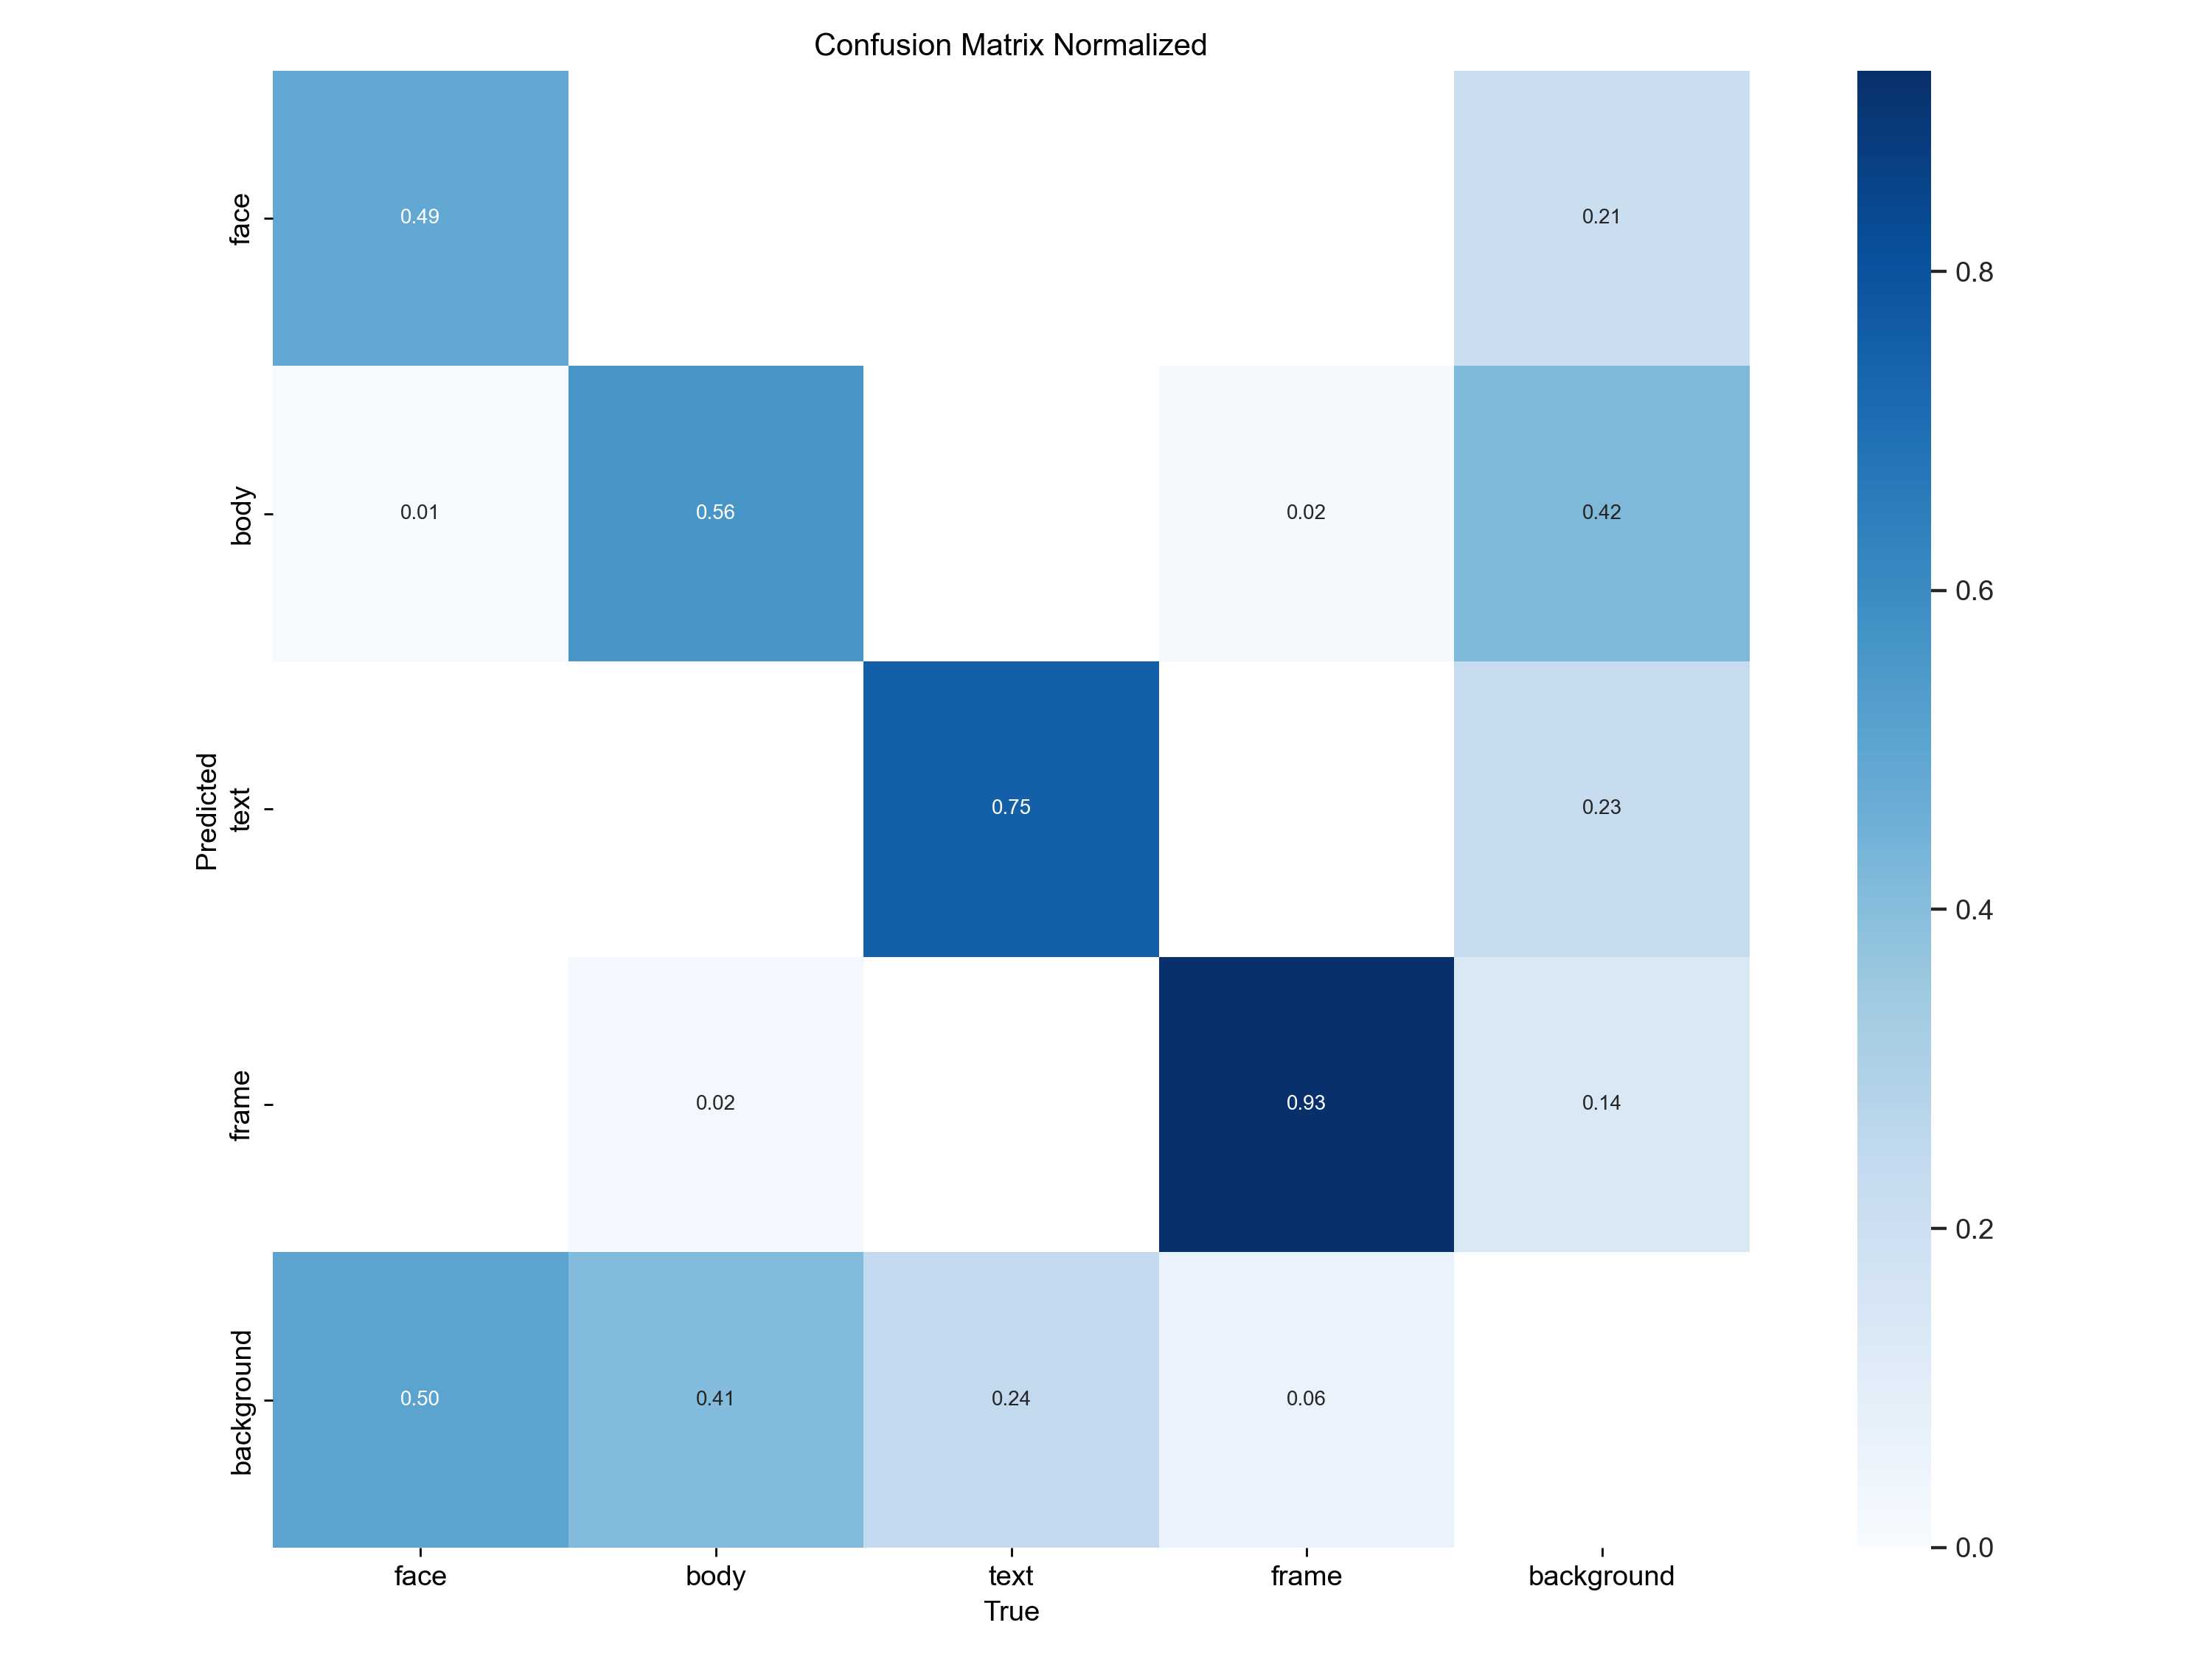 Confusion Matrix Normalized
face
0.49
0.21
0.8
body
0.01
0.56
0.02
0.42
0.6
Predicted
text
0.75
0.23
0.4
frame
0.02
0.93
0.14
0.2
background
0.50
0.41
0.24
0.06
0.0
face body text frame background
True